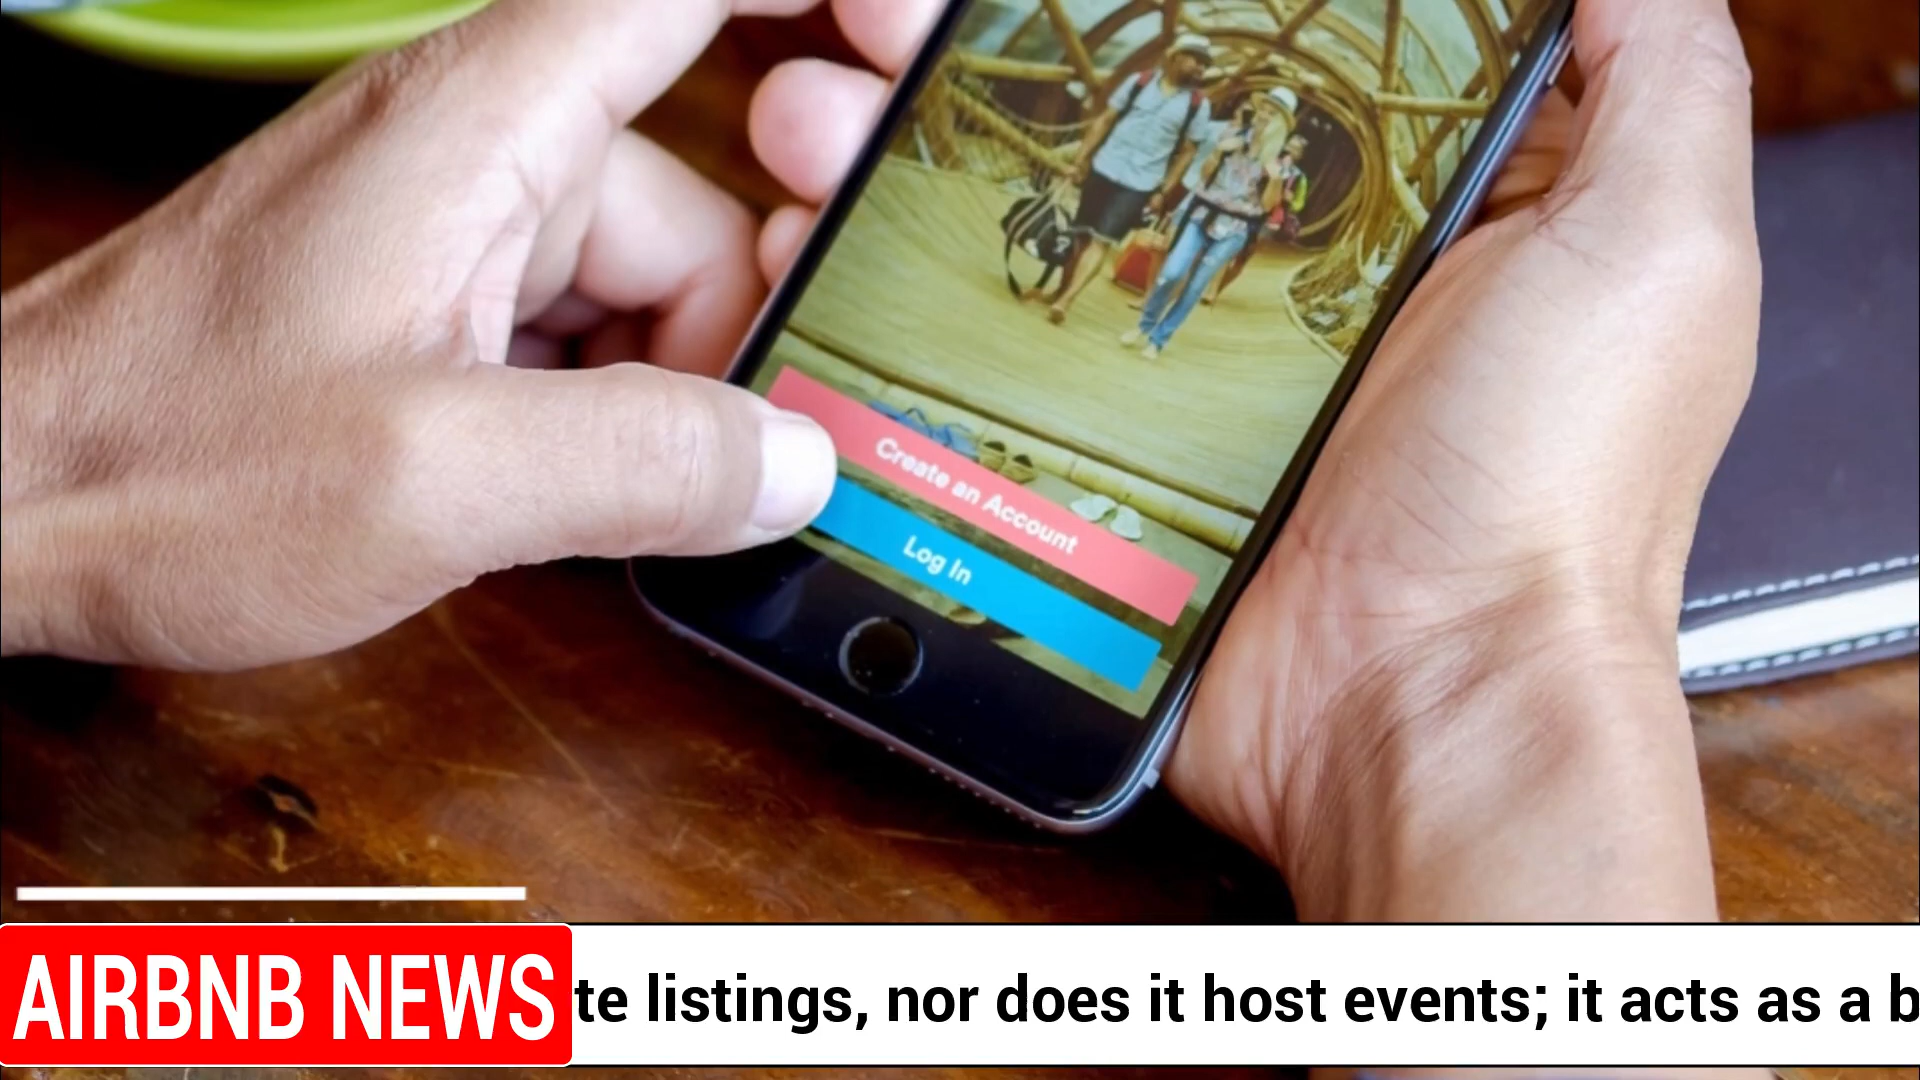 Create an Account
Log In
AIRBNB NEWS
te listings, nor does it host events; it acts as a b